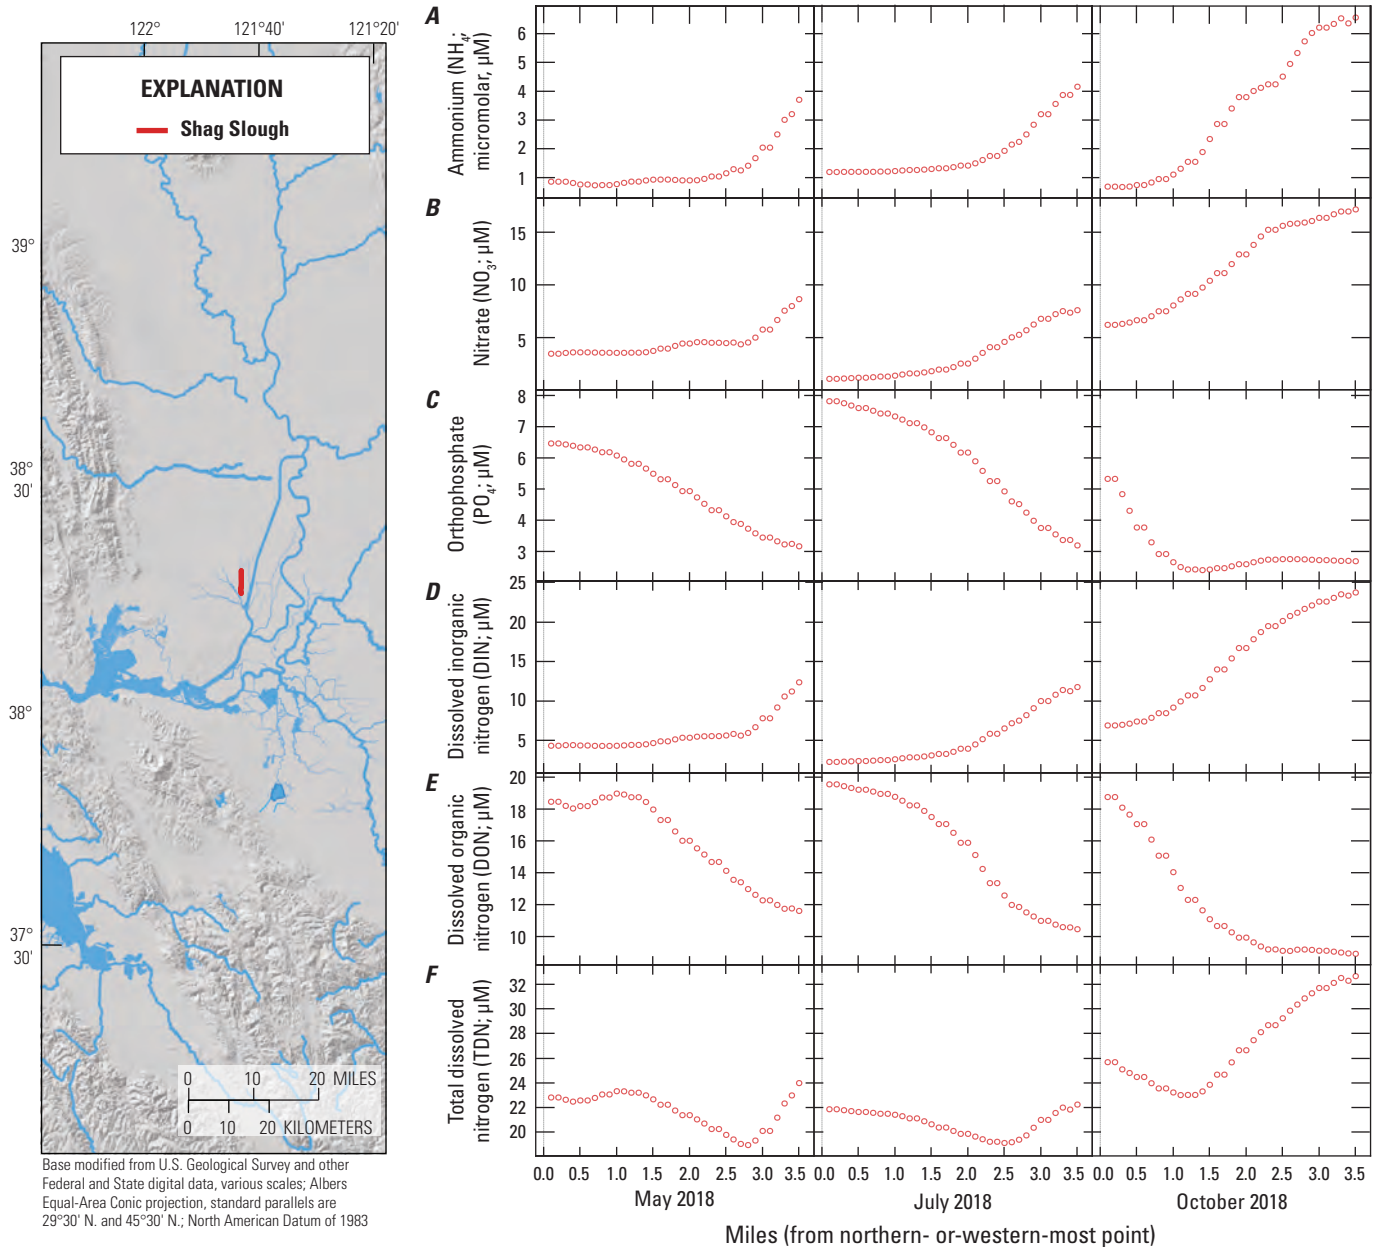 122°
121°40'
121°20'
EXPLANATION
Shag Slough
39°
38°
30'
38°
37°
30'
0 10 20 MILES
0 10 20 KILOMETERS
Base modified from U.S. Geological Survey and other
Federal and State digital data, various scales; Albers
Equal-Area Conic projection, standard parallels are
29°30' N. and 45°30' N.; North American Datum of 1983
A
Ammonium (NH4;
micromolar, µM)
6
5
4
3
2
1
B
Nitrate (NO3; µM)
15
10
5
C
Orthophosphate
(PO4; µM)
8
7
6
5
4
3
D
Dissolved inorganic
nitrogen (DIN; µM)
25
20
15
10
5
E
Dissolved organic
nitrogen (DON; µM)
20
18
16
14
12
10
F
Total dissolved
nitrogen (TDN; µM)
32
30
28
26
24
22
20
0.0 0.5 1.0 1.5 2.0 2.5 3.0 3.5
0.0 0.5 1.0 1.5 2.0 2.5 3.0 3.5
0.0 0.5 1.0 1.5 2.0 2.5 3.0 3.5
May 2018
July 2018
October 2018
Miles (from northern- or-western-most point)